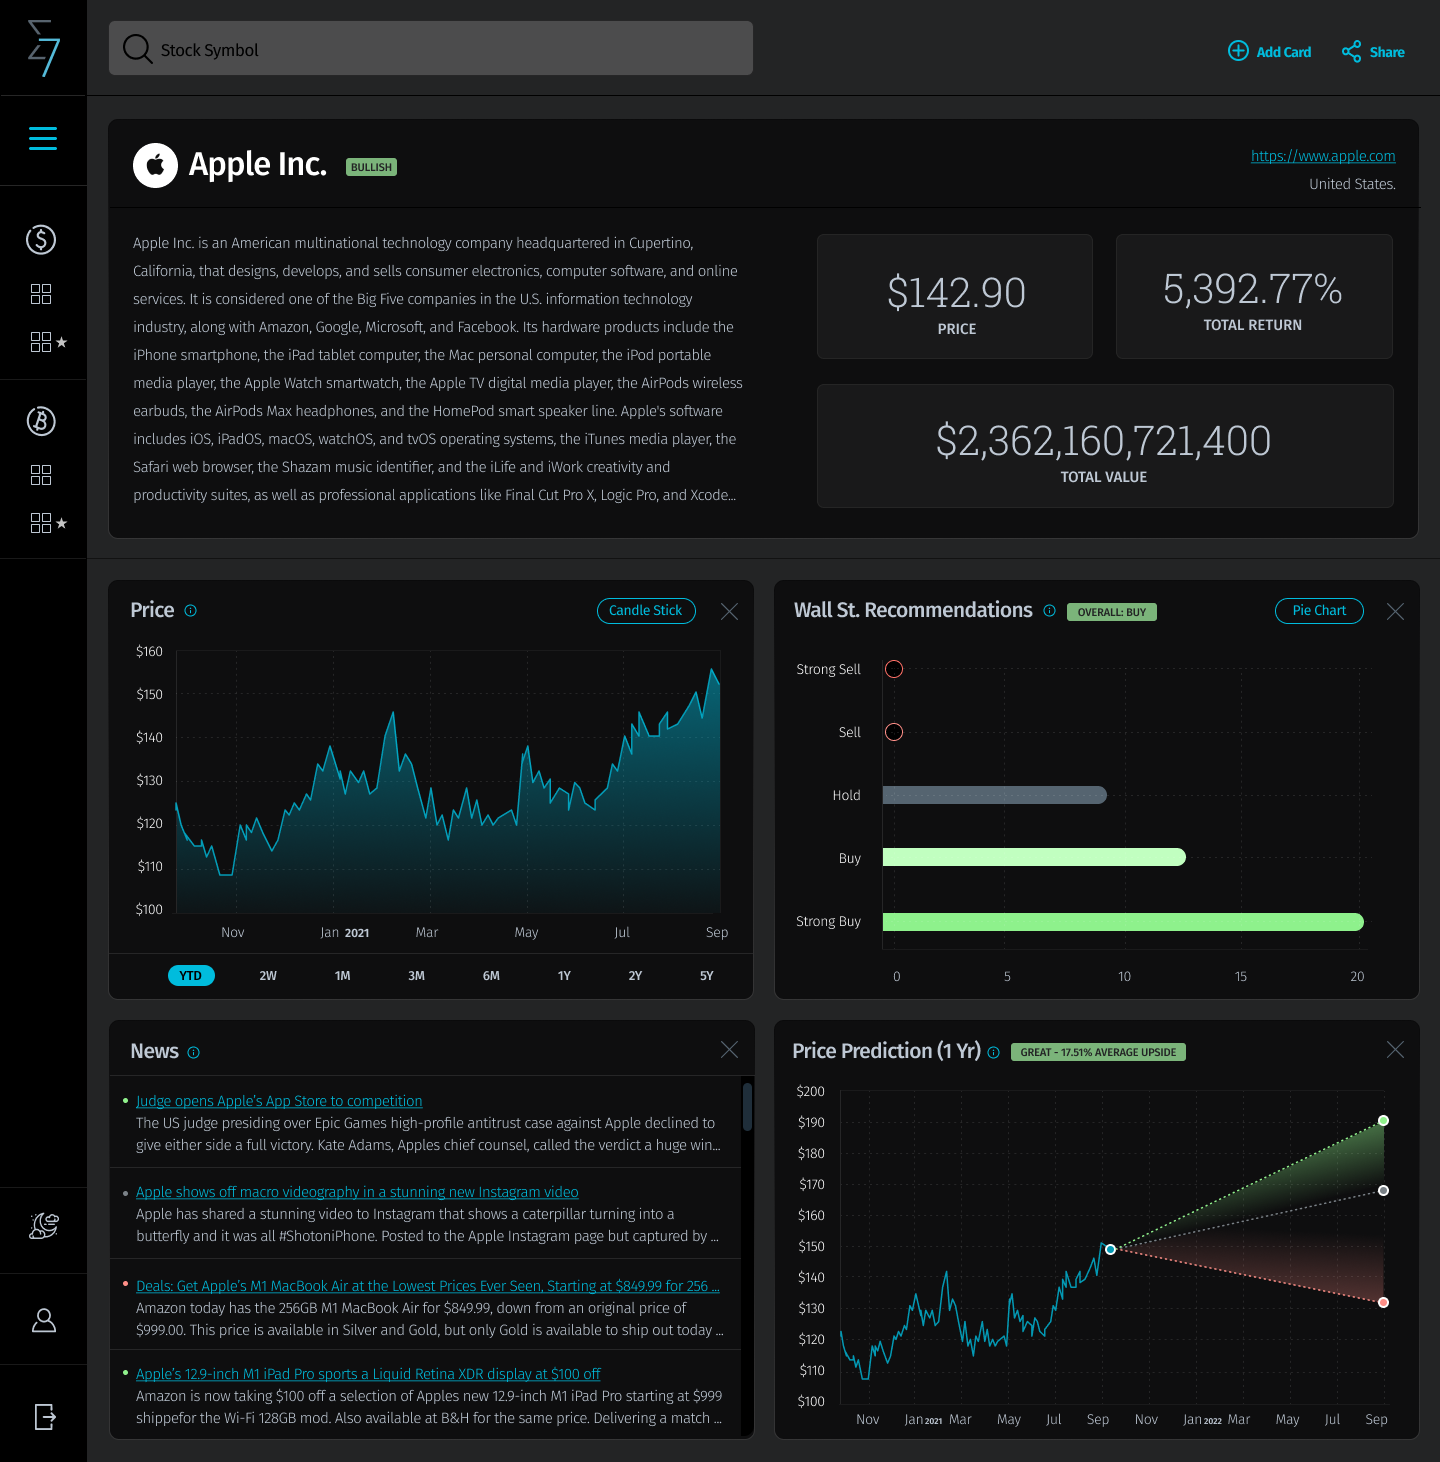 Stock Symbol
Add Card
Share
Apple Inc.
BULLISH
https://www.apple.com
United States.
Apple Inc. is an American multinational technology company headquartered in Cupertino,
California, that designs, develops, and sells consumer electronics, computer software, and online
services. It is considered one of the Big Five companies in the U.S. information technology
industry, along with Amazon, Google, Microsoft, and Facebook. Its hardware products include the
iPhone smartphone, the iPad tablet computer, the Mac personal computer, the iPod portable
media player, the Apple Watch smartwatch, the Apple TV digital media player, the AirPods wireless
earbuds, the AirPods Max headphones, and the HomePod smart speaker line. Apple's software
includes iOS, iPadOS, macOS, watchOS, and tvOS operating systems, the iTunes media player, the
Safari web browser, the Shazam music identifier, and the iLife and iWork creativity and
productivity suites, as well as professional applications like Final Cut Pro X, Logic Pro, and Xcode...
$142.90
PRICE
5,392.77%
TOTAL RETURN
$2,362,160,721,400
TOTAL VALUE
Price
Candle Stick
$160
$150
$140
$130
$120
$110
$100
Nov Jan 2021 Mar May Jul Sep
YTD 2W 1M 3M 6M 1Y 2Y 5Y
Wall St. Recommendations
OVERALL: BUY
Pie Chart
Strong Sell
Sell
Hold
Buy
Strong Buy
0 5 10 15 20
News
Judge opens Apple’s App Store to competition
The US judge presiding over Epic Games high-profile antitrust case against Apple declined to
give either side a full victory. Kate Adams, Apples chief counsel, called the verdict a huge win...
Apple shows off macro videography in a stunning new Instagram video
Apple has shared a stunning video to Instagram that shows a caterpillar turning into a
butterfly and it was all #ShotoniPhone. Posted to the Apple Instagram page but captured by ...
Deals: Get Apple’s M1 MacBook Air at the Lowest Prices Ever Seen, Starting at $849.99 for 256 ...
Amazon today has the 256GB M1 MacBook Air for $849.99, down from an original price of
$999.00. This price is available in Silver and Gold, but only Gold is available to ship out today ...
Apple’s 12.9-inch M1 iPad Pro sports a Liquid Retina XDR display at $100 off
Amazon is now taking $100 off a selection of Apples new 12.9-inch M1 iPad Pro starting at $999
shippefor the Wi-Fi 128GB mod. Also available at B&H for the same price. Delivering a match ...
Price Prediction (1 Yr)
GREAT - 17.51% AVERAGE UPSIDE
$200
$190
$180
$170
$160
$150
$140
$130
$120
$110
$100
Nov Jan 2021 Mar May Jul Sep Nov Jan 2022 Mar May Jul Sep